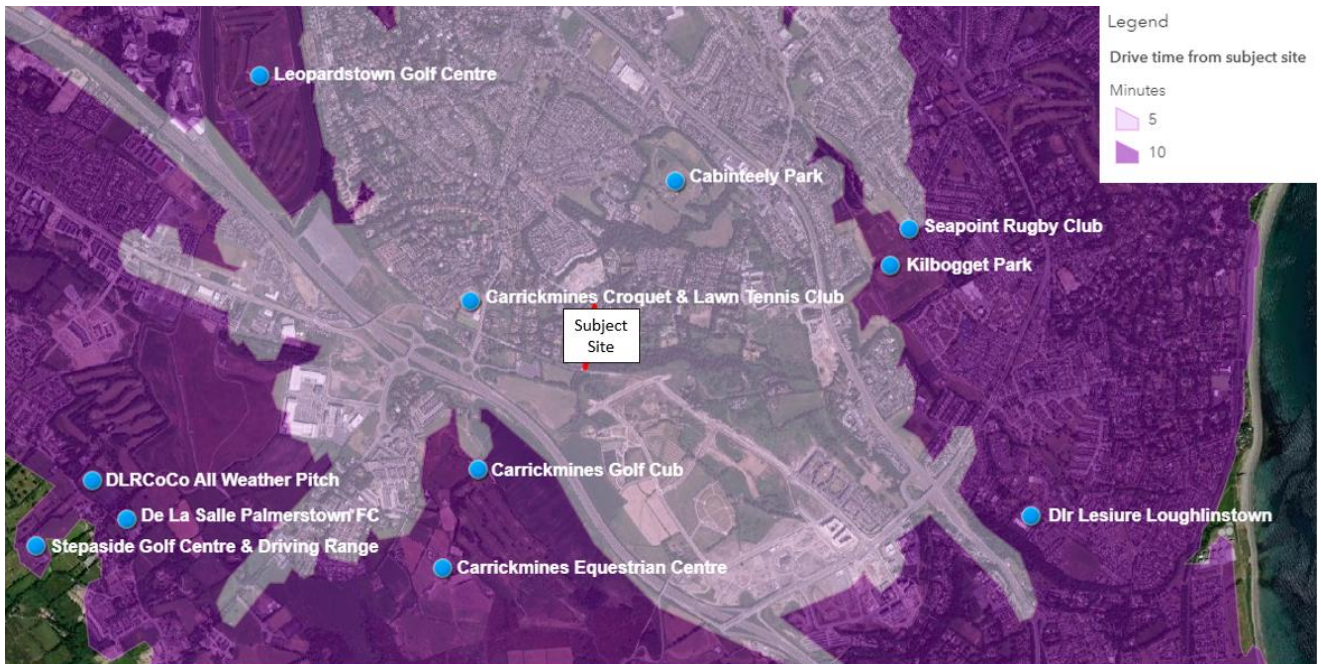 Legend
Drive time from subject site
Minutes
5
10
Leopardstown Golf Centre
Cabinteely Park
Seapoint Rugby Club
Kilbogget Park
Carrickmines Croquet & Lawn Tennis Club
Subject
Site
Carrickmines Golf Cub
DLRCoCo All Weather Pitch
De La Salle Palmerstown FC
Dlr Lesiure Loughlinstown
Stepaside Golf Centre & Driving Range
Carrickmines Equestrian Centre